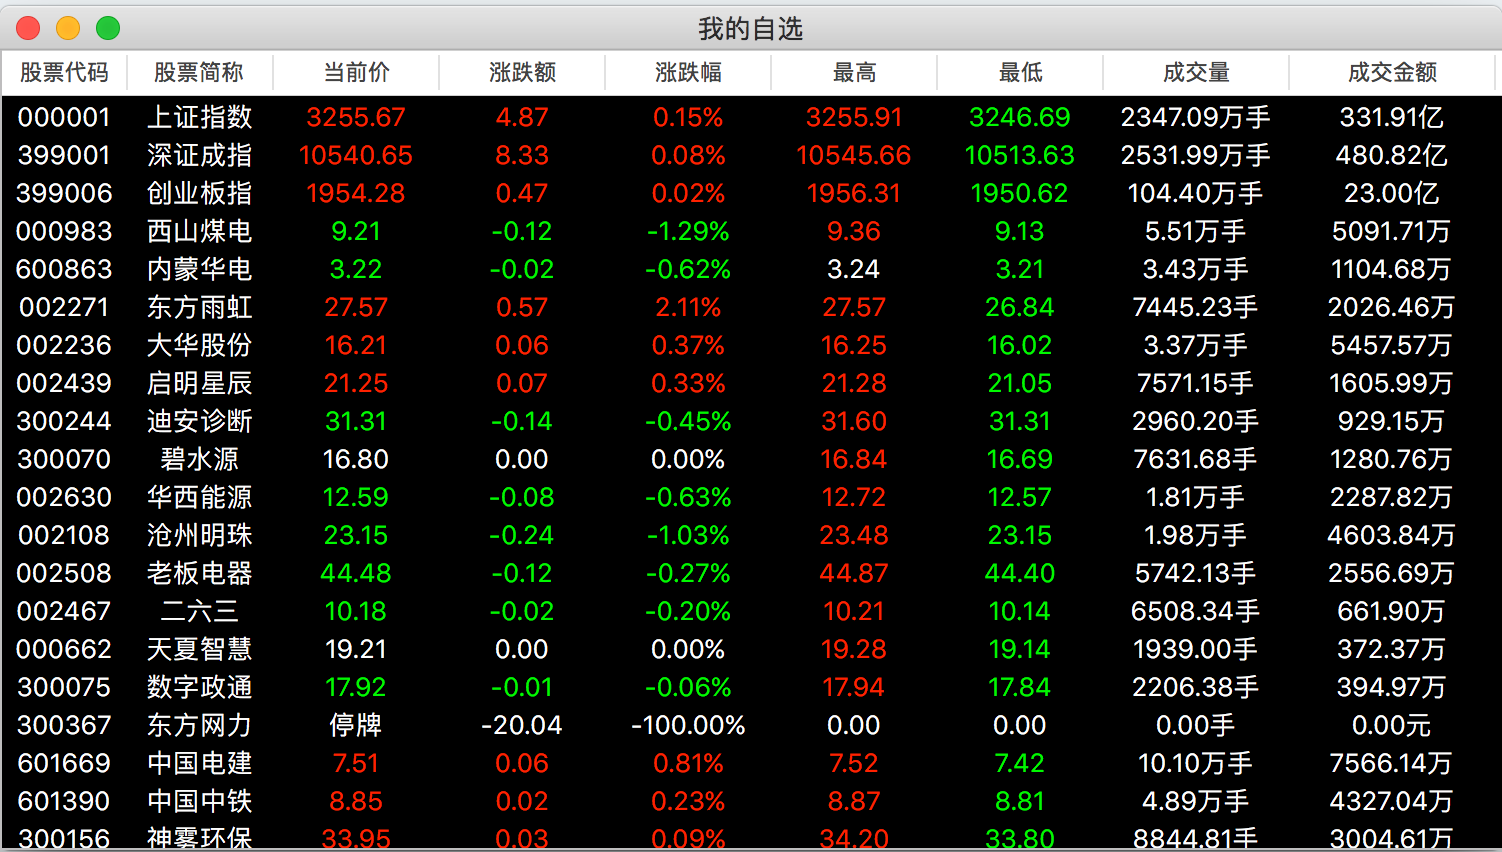 我的自选
股票代码 股票简称 当前价 涨跌额 涨跌幅 最高 最低 成交量 成交金额
000001 上证指数 3255.67 4.87 0.15% 3255.91 3246.69 2347.09万手 331.91亿
399001 深证成指 10540.65 8.33 0.08% 10545.66 10513.63 2531.99万手 480.82亿
399006 创业板指 1954.28 0.47 0.02% 1956.31 1950.62 104.40万手 23.00亿
000983 西山煤电 9.21 -0.12 -1.29% 9.36 9.13 5.51万手 5091.71万
600863 内蒙华电 3.22 -0.02 -0.62% 3.24 3.21 3.43万手 1104.68万
002271 东方雨虹 27.57 0.57 2.11% 27.57 26.84 7445.23手 2026.46万
002236 大华股份 16.21 0.06 0.37% 16.25 16.02 3.37万手 5457.57万
002439 启明星辰 21.25 0.07 0.33% 21.28 21.05 7571.15手 1605.99万
300244 迪安诊断 31.31 -0.14 -0.45% 31.60 31.31 2960.20手 929.15万
300070 碧水源 16.80 0.00 0.00% 16.84 16.69 7631.68手 1280.76万
002630 华西能源 12.59 -0.08 -0.63% 12.72 12.57 1.81万手 2287.82万
002108 沧州明珠 23.15 -0.24 -1.03% 23.48 23.15 1.98万手 4603.84万
002508 老板电器 44.48 -0.12 -0.27% 44.87 44.40 5742.13手 2556.69万
002467 二六三 10.18 -0.02 -0.20% 10.21 10.14 6508.34手 661.90万
000662 天夏智慧 19.21 0.00 0.00% 19.28 19.14 1939.00手 372.37万
300075 数字政通 17.92 -0.01 -0.06% 17.94 17.84 2206.38手 394.97万
300367 东方网力 停牌 -20.04 -100.00% 0.00 0.00 0.00手 0.00元
601669 中国电建 7.51 0.06 0.81% 7.52 7.42 10.10万手 7566.14万
601390 中国中铁 8.85 0.02 0.23% 8.87 8.81 4.89万手 4327.04万
300156 神雾环保 33.95 0.03 0.09% 34.20 33.80 8844.81手 3004.61万